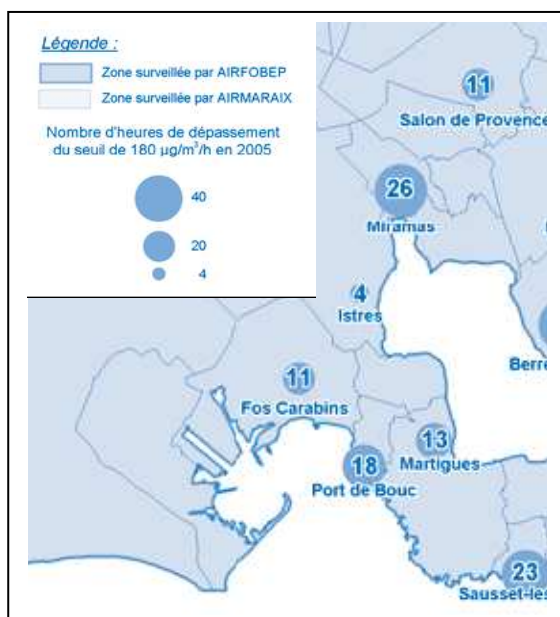 Légende :
Zone surveillée par AIRFOBEP
Zone surveillée par AIRMARAIX
Nombre d'heures de dépassement
du seuil de 180 µg/m³/h en 2005
40
20
4
11
Salon de Provence
26
Miramas
4
Istres
Berre
11
Fos Carabins
13
Martigues
18
Port de Bouc
23
Sausset-les